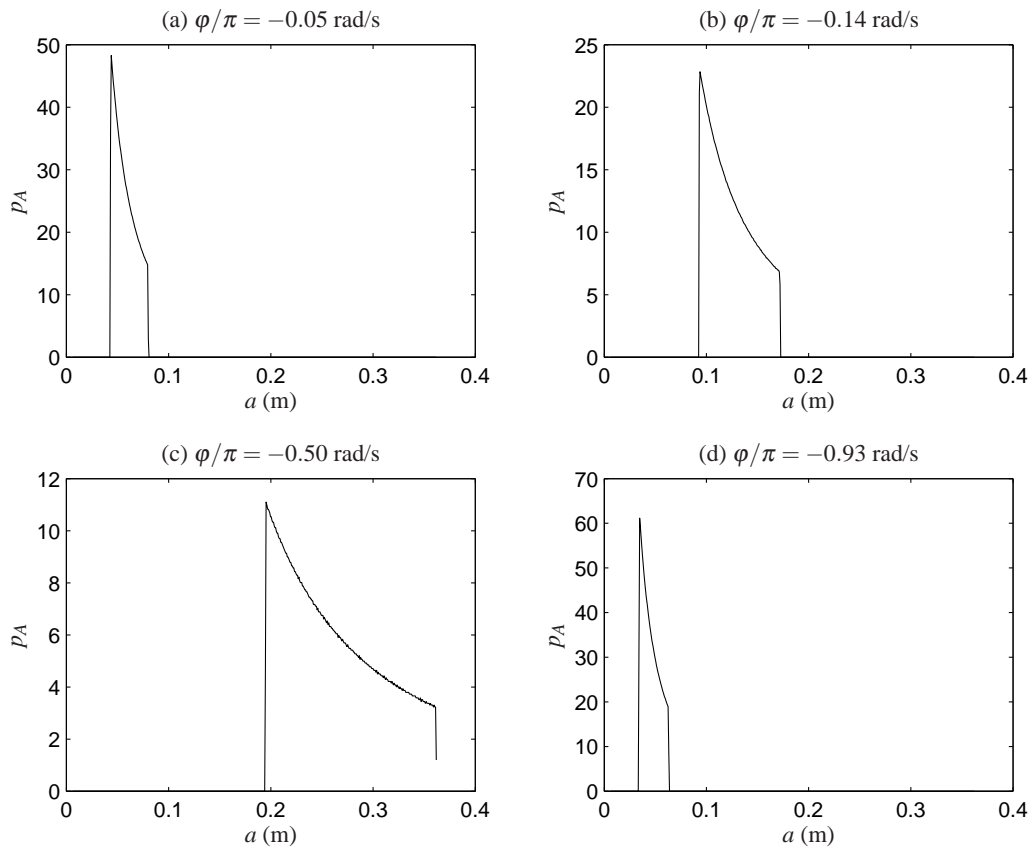 (a) φ/π = −0.05 rad/s
50
40
30
20
10
0
p_A
0 0.1 0.2 0.3 0.4
a (m)
(b) φ/π = −0.14 rad/s
25
20
15
10
5
0
p_A
0 0.1 0.2 0.3 0.4
a (m)
(c) φ/π = −0.50 rad/s
12
10
8
6
4
2
0
p_A
0 0.1 0.2 0.3 0.4
a (m)
(d) φ/π = −0.93 rad/s
70
60
50
40
30
20
10
0
p_A
0 0.1 0.2 0.3 0.4
a (m)